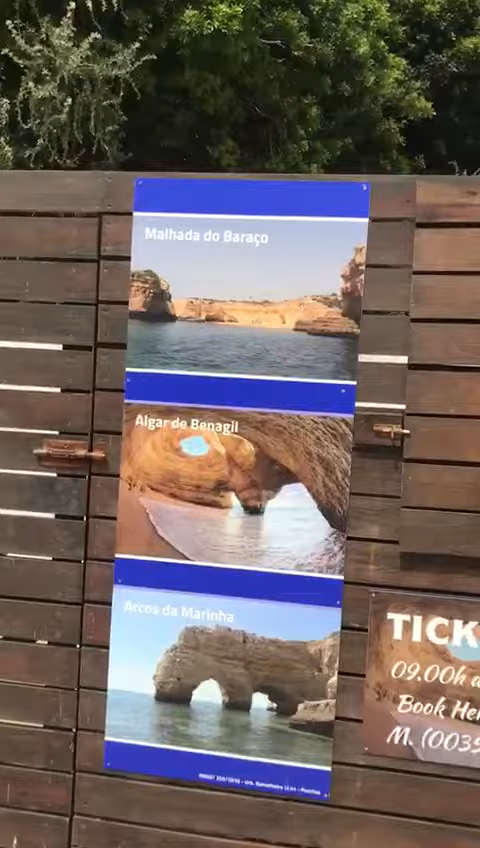 Malhada do Baraço
Algar de Benagil
Arcos da Marinha
TICK
09.00h a
Book Her
M. (0035